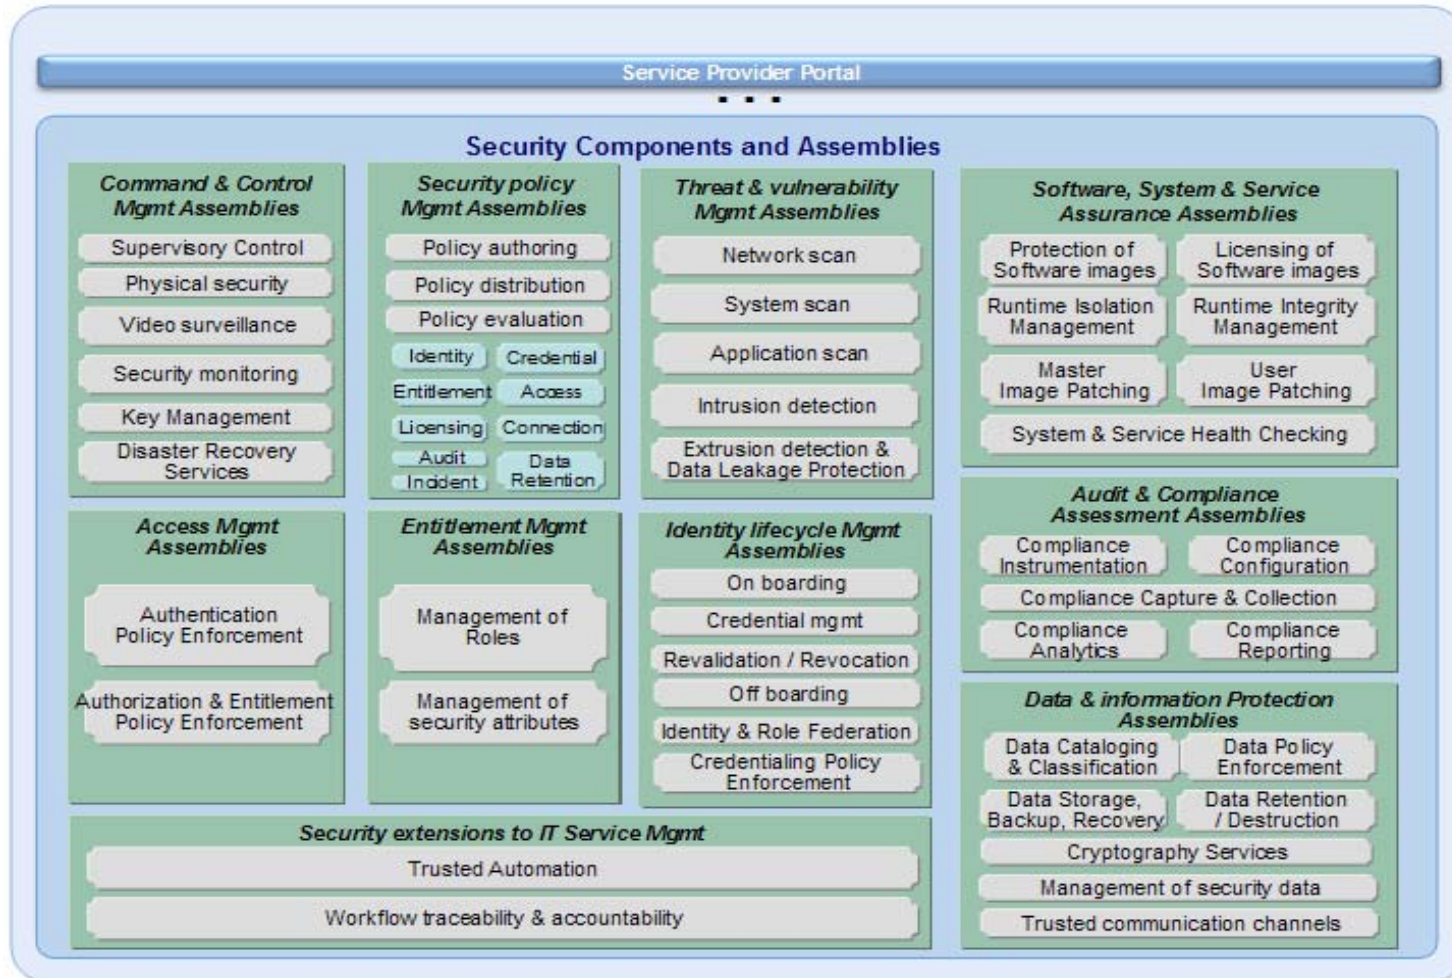 Service Provider Portal
...
Security Components and Assemblies
Command & Control
Mgmt Assemblies
Supervisory Control
Physical security
Video surveillance
Security monitoring
Key Management
Disaster Recovery
Services
Security policy
Mgmt Assemblies
Policy authoring
Policy distribution
Policy evaluation
Identity
Credential
Entitlement
Access
Licensing
Connection
Audit
Incident
Data
Retention
Threat & vulnerability
Mgmt Assemblies
Network scan
System scan
Application scan
Intrusion detection
Extrusion detection &
Data Leakage Protection
Software, System & Service
Assurance Assemblies
Protection of
Software images
Licensing of
Software images
Runtime Isolation
Management
Runtime Integrity
Management
Master
Image Patching
User
Image Patching
System & Service Health Checking
Access Mgmt
Assemblies
Authentication
Policy Enforcement
Authorization & Entitlement
Policy Enforcement
Entitlement Mgmt
Assemblies
Management of
Roles
Management of
security attributes
Identity lifecycle Mgmt
Assemblies
On boarding
Credential mgmt
Revalidation / Revocation
Off boarding
Identity & Role Federation
Credentialing Policy
Enforcement
Audit & Compliance
Assessment Assemblies
Compliance
Instrumentation
Compliance
Configuration
Compliance Capture & Collection
Compliance
Analytics
Compliance
Reporting
Data & information Protection
Assemblies
Data Cataloging
& Classification
Data Policy
Enforcement
Data Storage,
Backup, Recovery
Data Retention
/ Destruction
Cryptography Services
Management of security data
Trusted communication channels
Security extensions to IT Service Mgmt
Trusted Automation
Workflow traceability & accountability